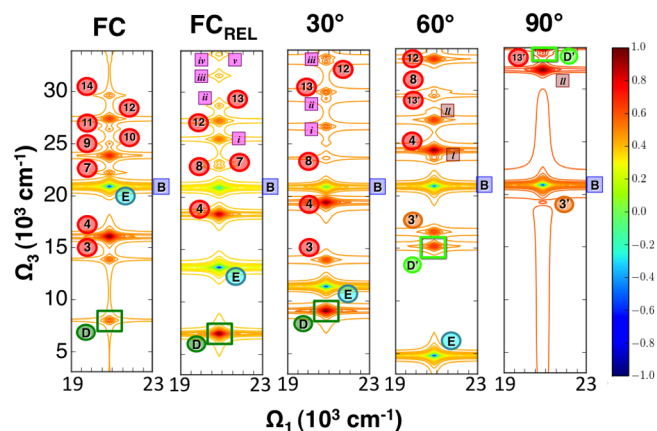 FC FC_REL 30° 60° 90°
14
12
11
10
9
7
B
E
4
3
D
iv v
iii
ii
13
12
i
8 7
B
4
E
D
iii
12
13
ii
i
8
B
4
3
E
D
12
8
13'
II
4
I
B
3'
D'
E
13'
D'
II
B
3'
30
25
20
15
10
5
19 23 19 23 19 23 19 23 19 23
Ω₃ (10³ cm⁻¹)
Ω₁ (10³ cm⁻¹)
1.0
0.8
0.6
0.4
0.2
0.0
−0.2
−0.4
−0.6
−0.8
−1.0